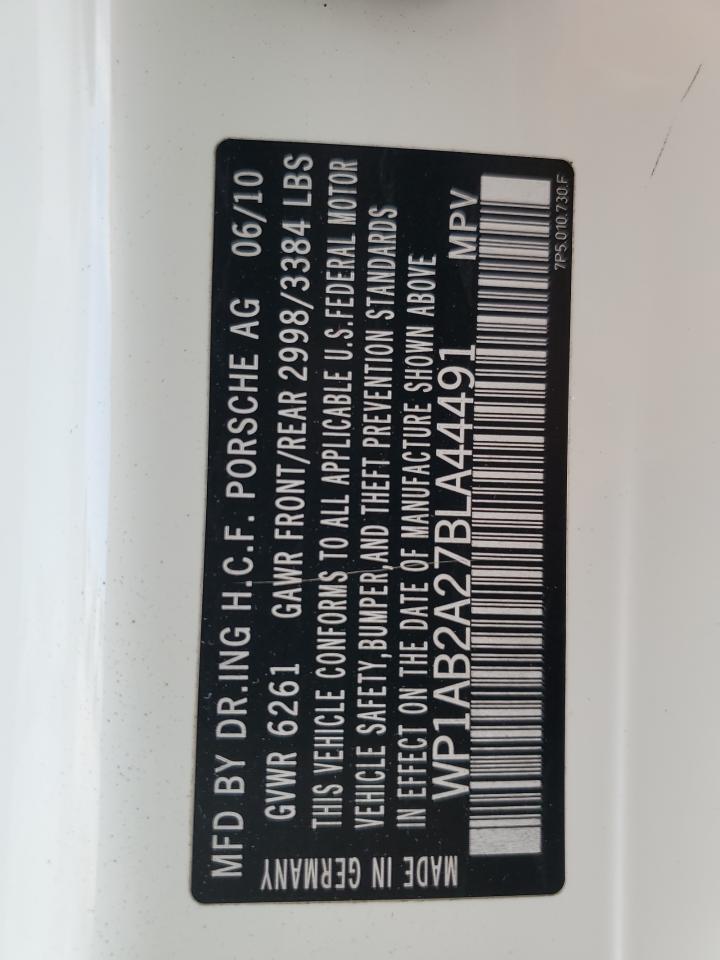 MFD BY DR.ING H.C.F. PORSCHE AG 06/10
GVWR 6261 GAWR FRONT/REAR 2998/3384 LBS
THIS VEHICLE CONFORMS TO ALL APPLICABLE U.S.FEDERAL MOTOR
VEHICLE SAFETY,BUMPER,AND THEFT PREVENTION STANDARDS
IN EFFECT ON THE DATE OF MANUFACTURE SHOWN ABOVE
WP1AB2A27BLA44491 MPV
7P5.010.730.F
MADE IN GERMANY